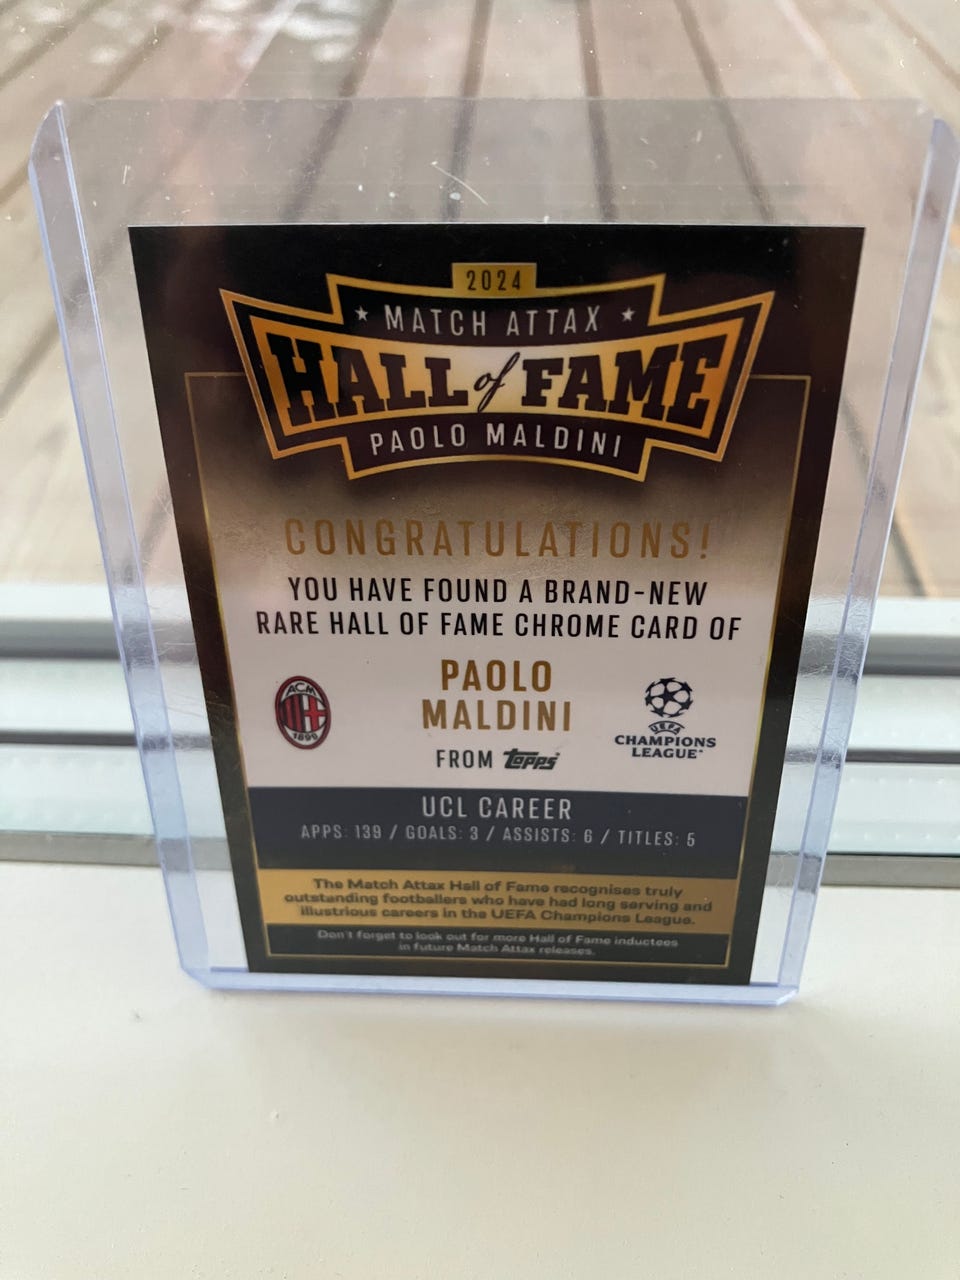 2024
MATCH ATTAX
HALL of FAME
PAOLO MALDINI
CONGRATULATIONS!
YOU HAVE FOUND A BRAND-NEW
RARE HALL OF FAME CHROME CARD OF
PAOLO
MALDINI
ACM
1899
UEFA
CHAMPIONS
LEAGUE™
FROM Topps®
UCL CAREER
APPS: 139 / GOALS: 3 / ASSISTS: 6 / TITLES: 5
The Match Attax Hall of Fame recognises truly
outstanding footballers who have had long serving and
illustrious careers in the UEFA Champions League.
Don't forget to look out for more Hall of Fame inductees
in future Match Attax releases.